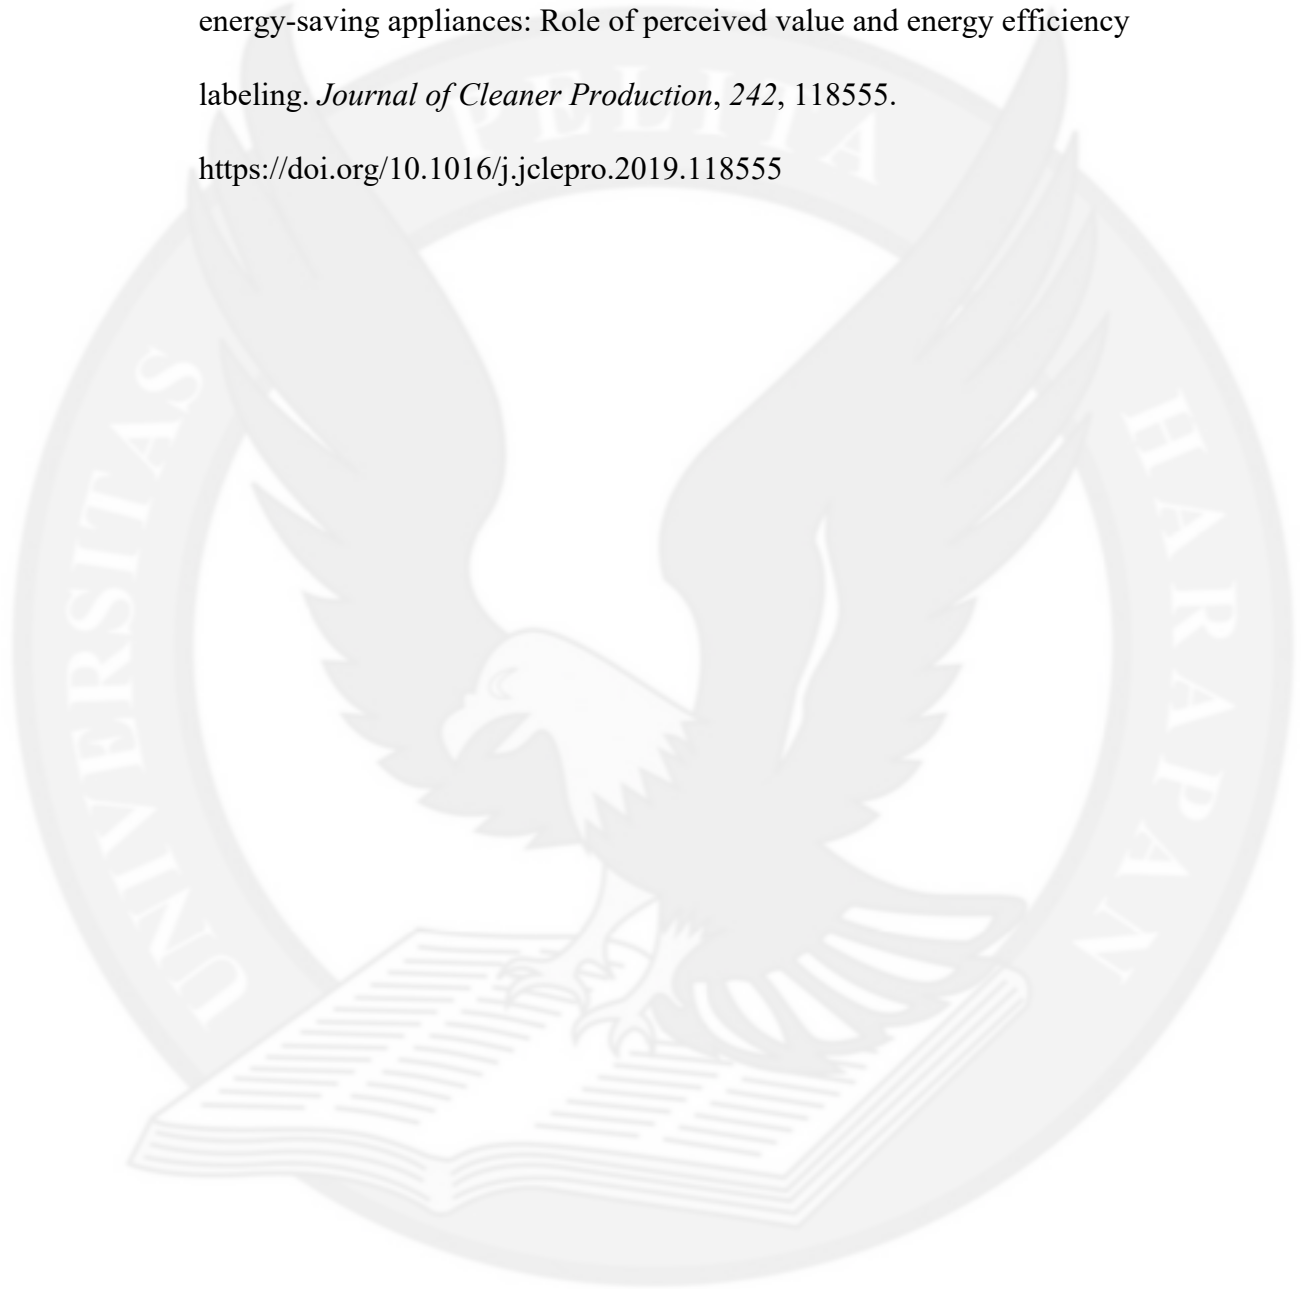 energy-saving appliances: Role of perceived value and energy efficiency
labeling. Journal of Cleaner Production, 242, 118555.
https://doi.org/10.1016/j.jclepro.2019.118555
UNIVERSITAS PELITA HARAPAN